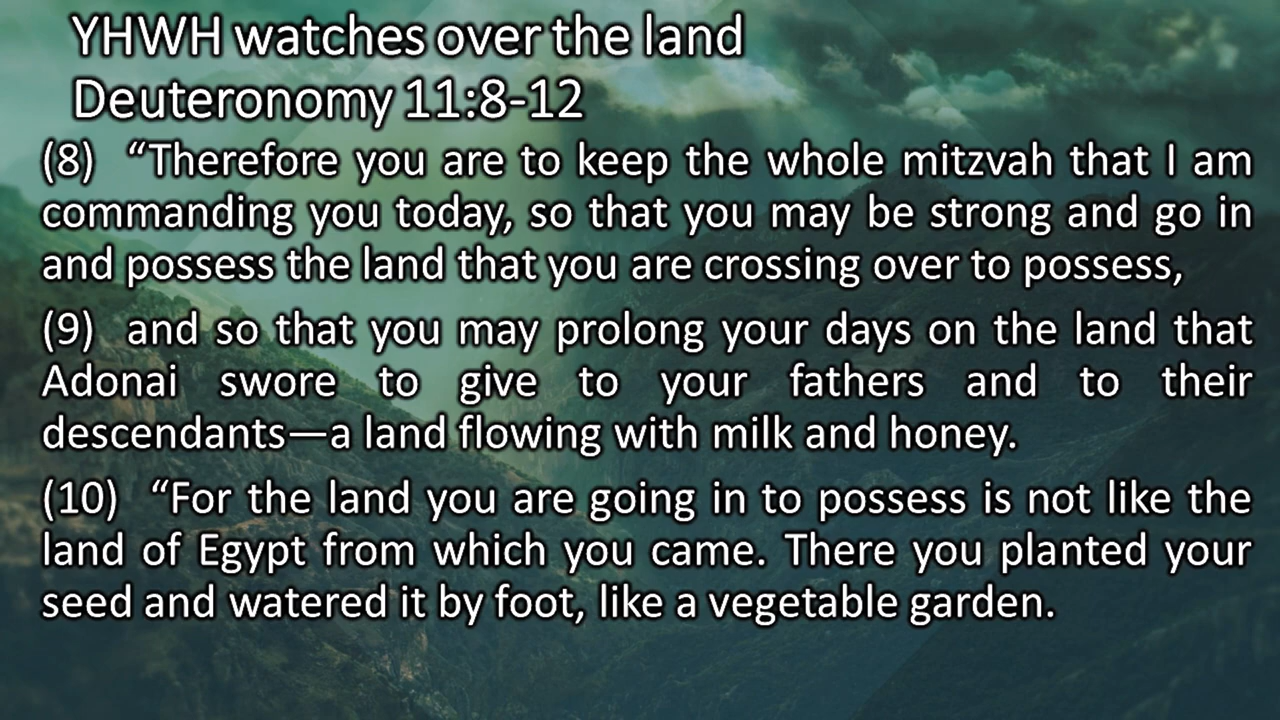 YHWH watches over the land
Deuteronomy 11:8-12
(8) “Therefore you are to keep the whole mitzvah that I am
commanding you today, so that you may be strong and go in
and possess the land that you are crossing over to possess,
(9) and so that you may prolong your days on the land that
Adonai swore to give to your fathers and to their
descendants—a land flowing with milk and honey.
(10) “For the land you are going in to possess is not like the
land of Egypt from which you came. There you planted your
seed and watered it by foot, like a vegetable garden.